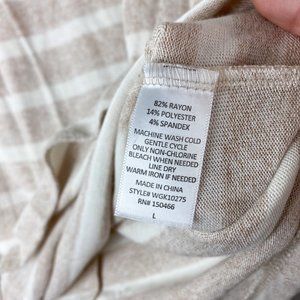 82% RAYON
14% POLYESTER
4% SPANDEX
MACHINE WASH COLD
GENTLE CYCLE
ONLY NON-CHLORINE
BLEACH WHEN NEEDED
LINE DRY
WARM IRON IF NEEDED
MADE IN CHINA
STYLE# WGK10275
RN# 150466
L